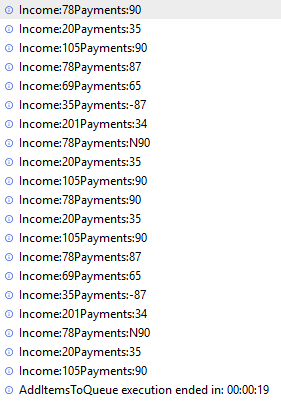 Income:78Payments:90
Income:20Payments:35
Income:105Payments:90
Income:78Payments:87
Income:69Payments:65
Income:35Payments:-87
Income:201Payments:34
Income:78Payments:N90
Income:20Payments:35
Income:105Payments:90
Income:78Payments:90
Income:20Payments:35
Income:105Payments:90
Income:78Payments:87
Income:69Payments:65
Income:35Payments:-87
Income:201Payments:34
Income:78Payments:N90
Income:20Payments:35
Income:105Payments:90
AddItemsToQueue execution ended in: 00:00:19